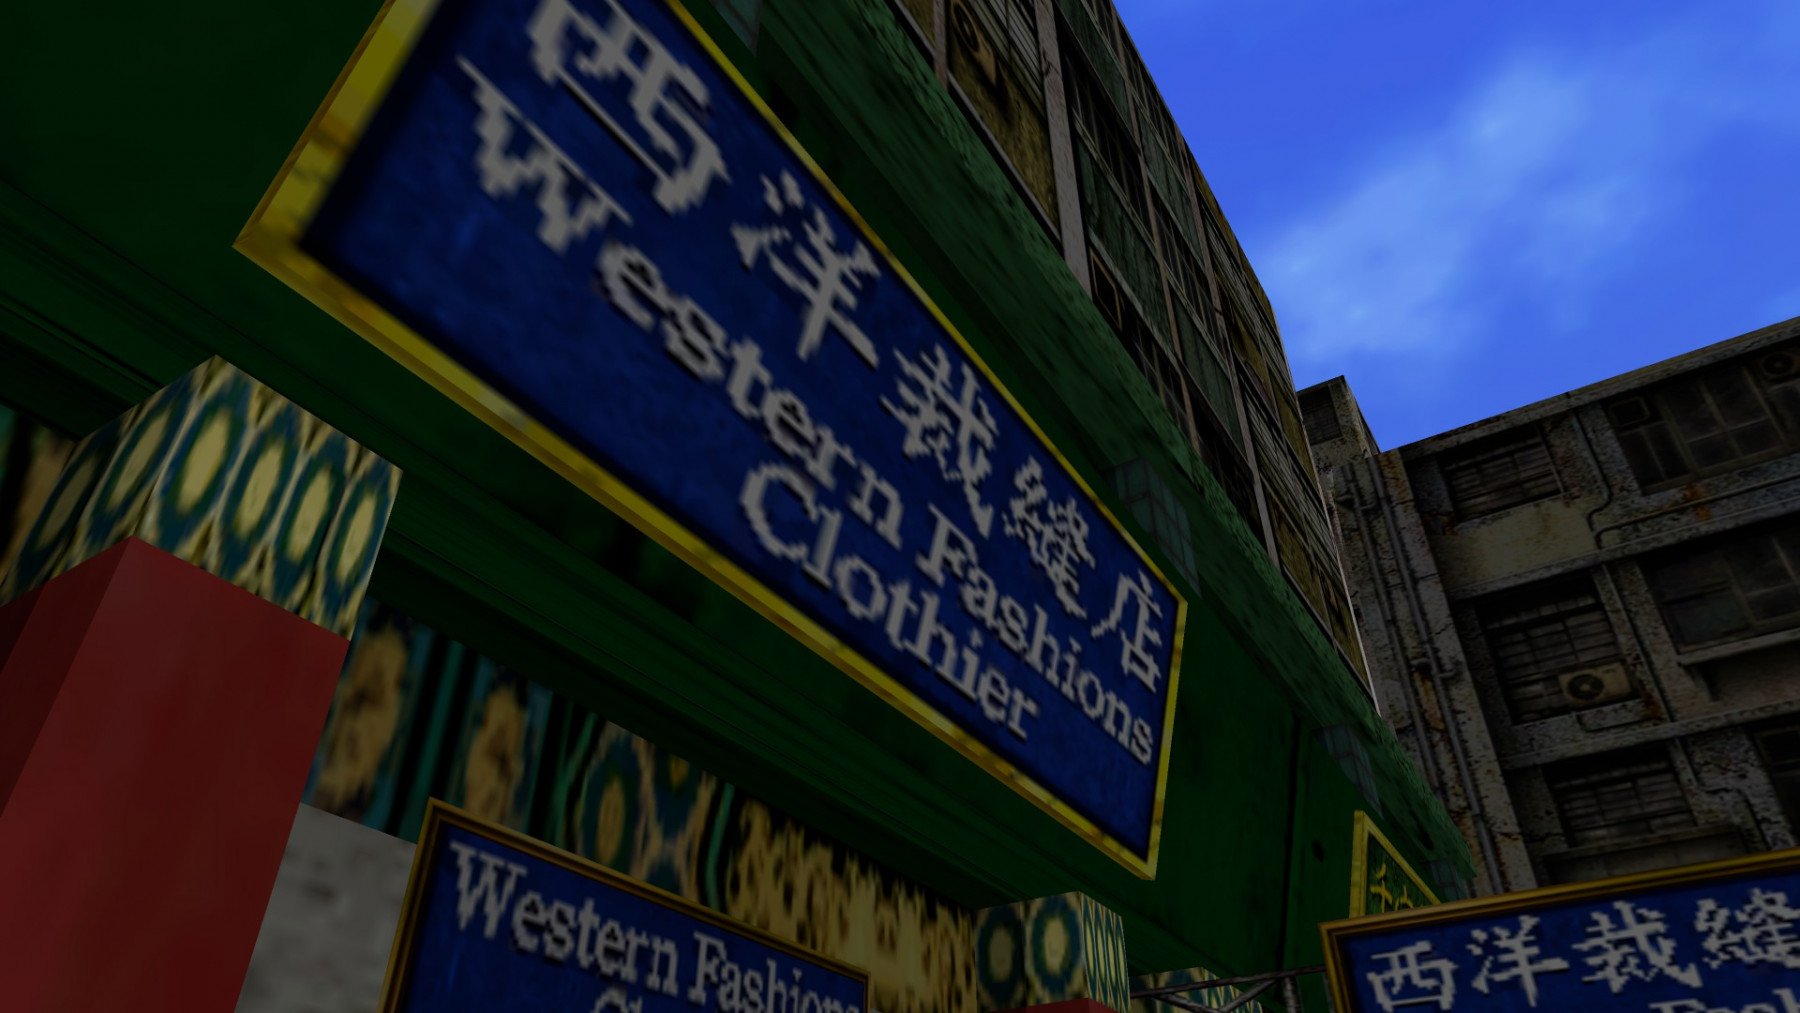 西洋裁縫店
Western Fashions
Clothier
Western Fashions
西洋裁縫